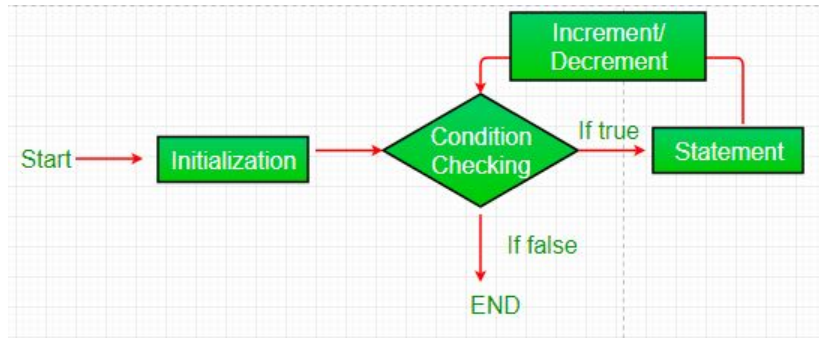 Increment/
Decrement
Start
Initialization
Condition
Checking
If true
Statement
If false
END